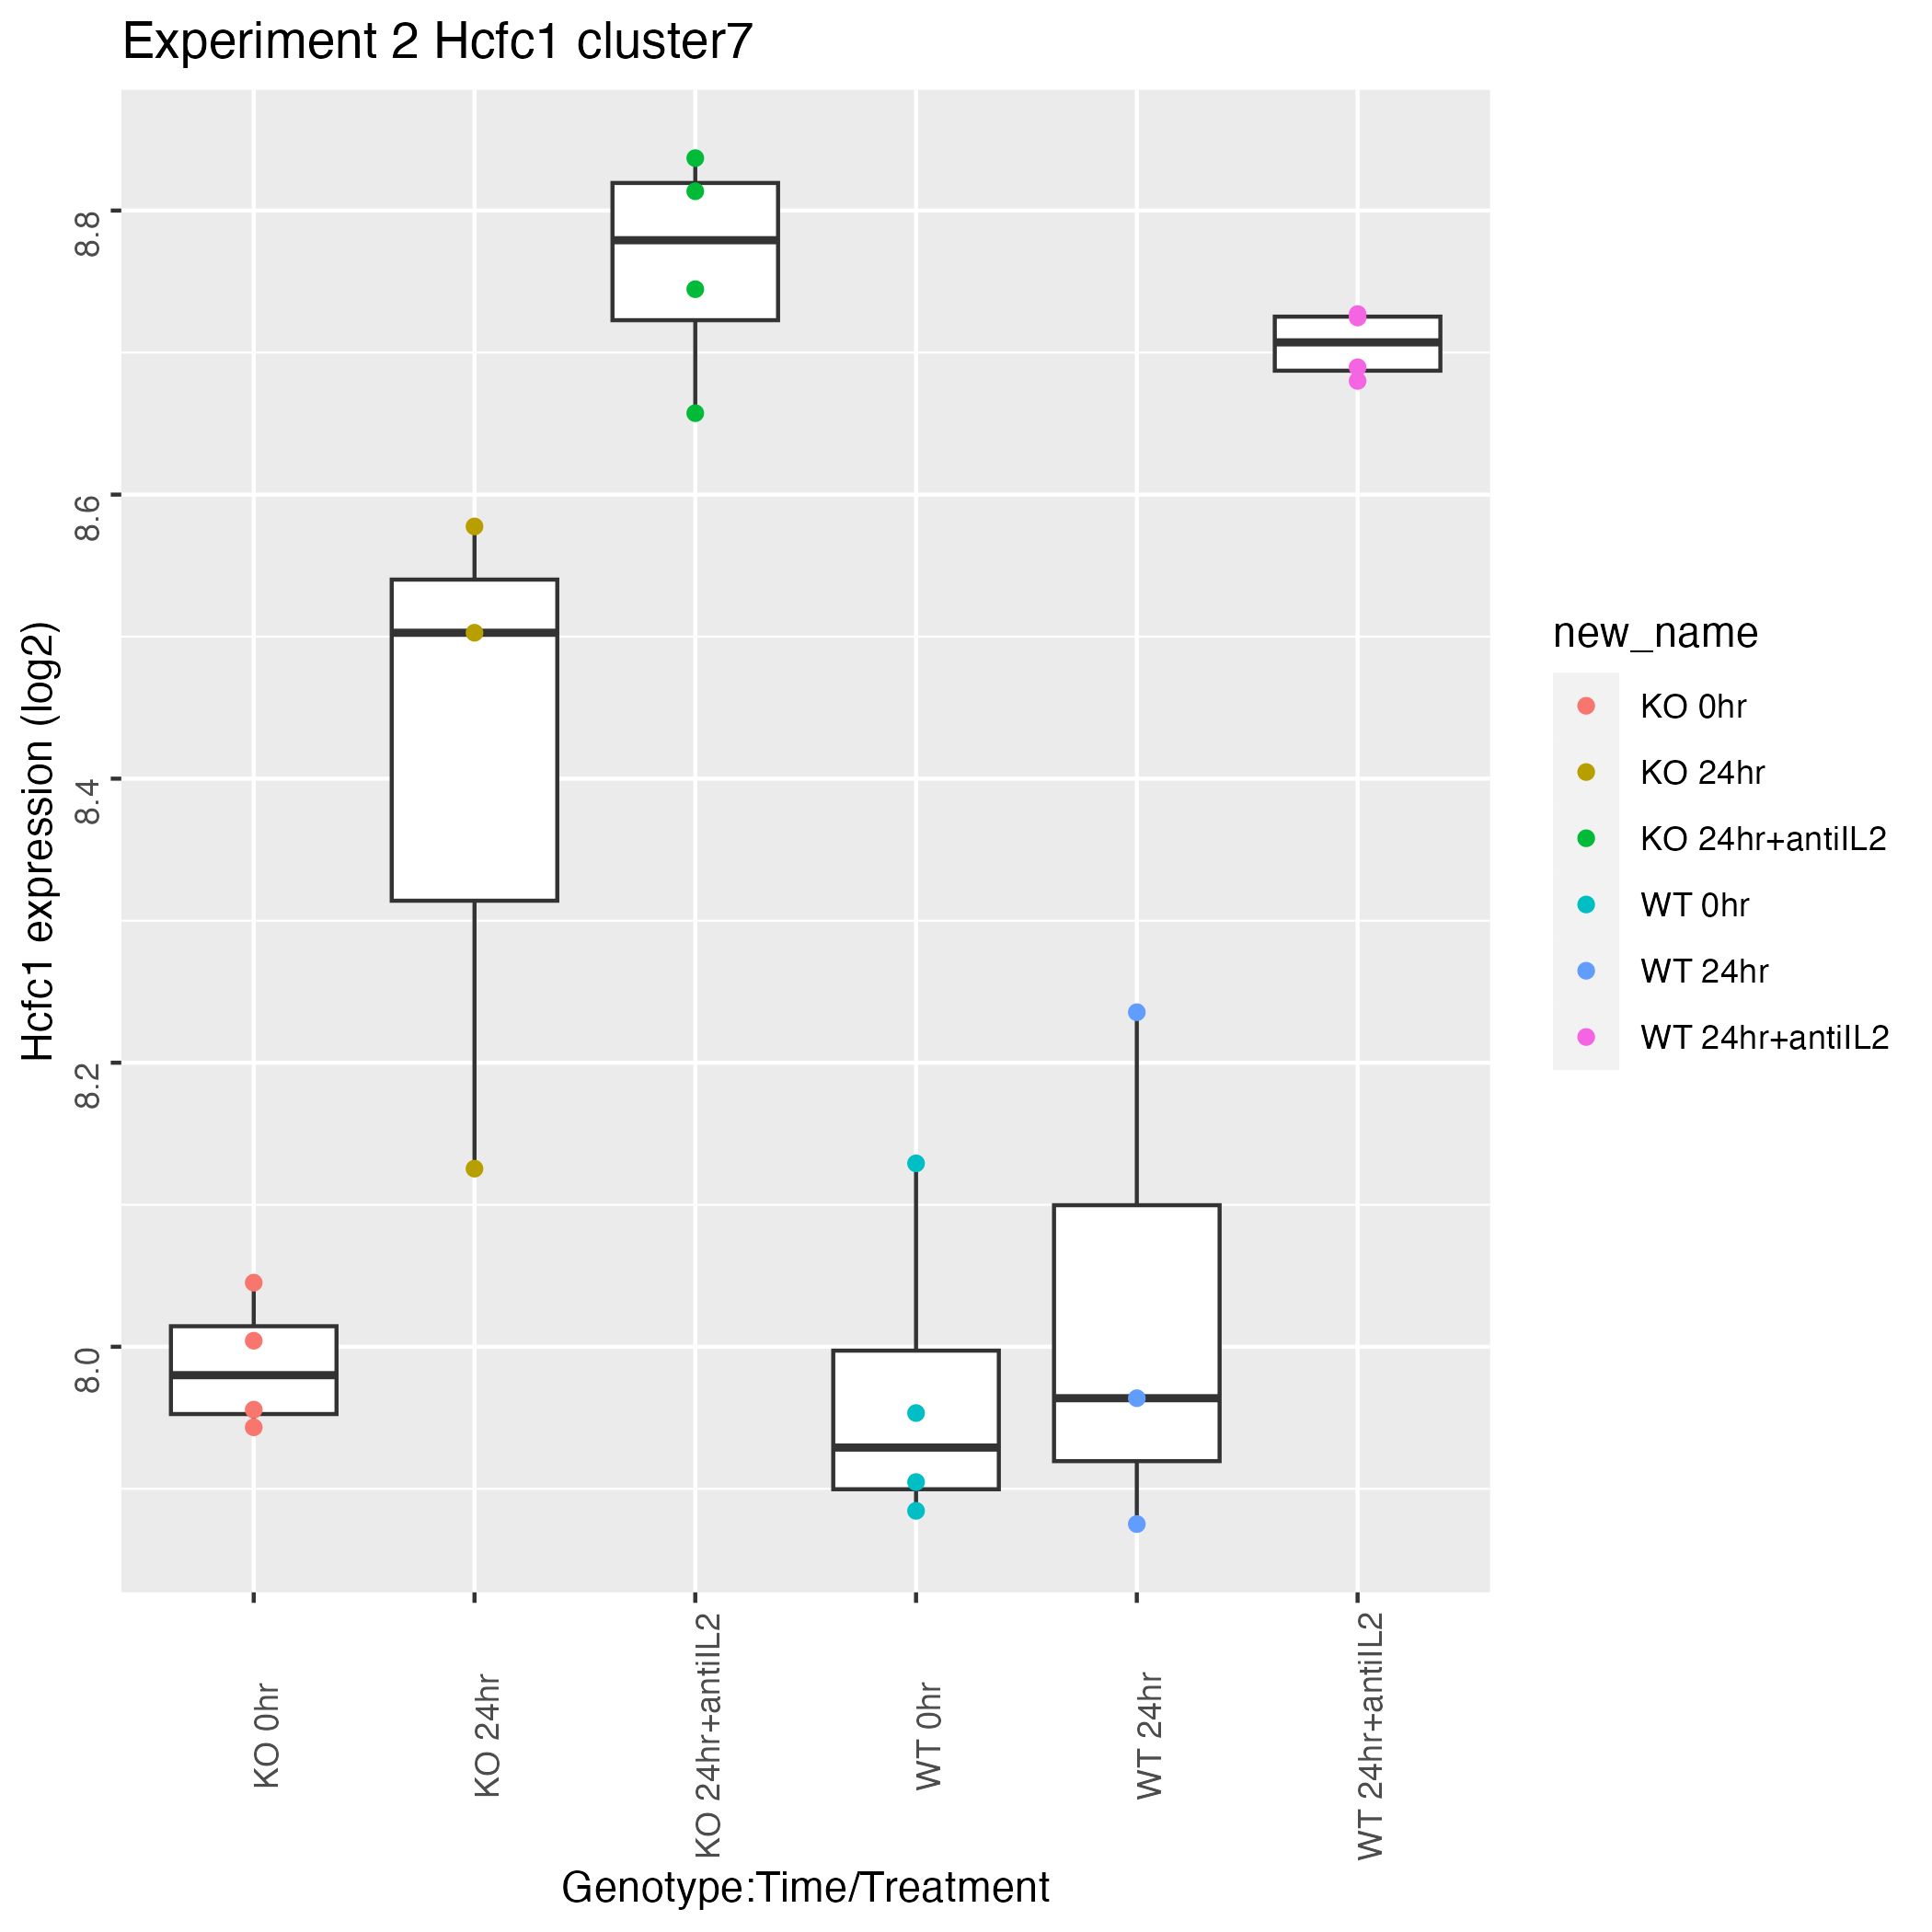 Experiment 2 Hcfc1 cluster7
Hcfc1 expression (log2)
8.8
8.6
8.4
8.2
8.0
KO 0hr
KO 24hr
KO 24hr+antiIL2
WT 0hr
WT 24hr
WT 24hr+antiIL2
Genotype:Time/Treatment
new_name
KO 0hr
KO 24hr
KO 24hr+antiIL2
WT 0hr
WT 24hr
WT 24hr+antiIL2